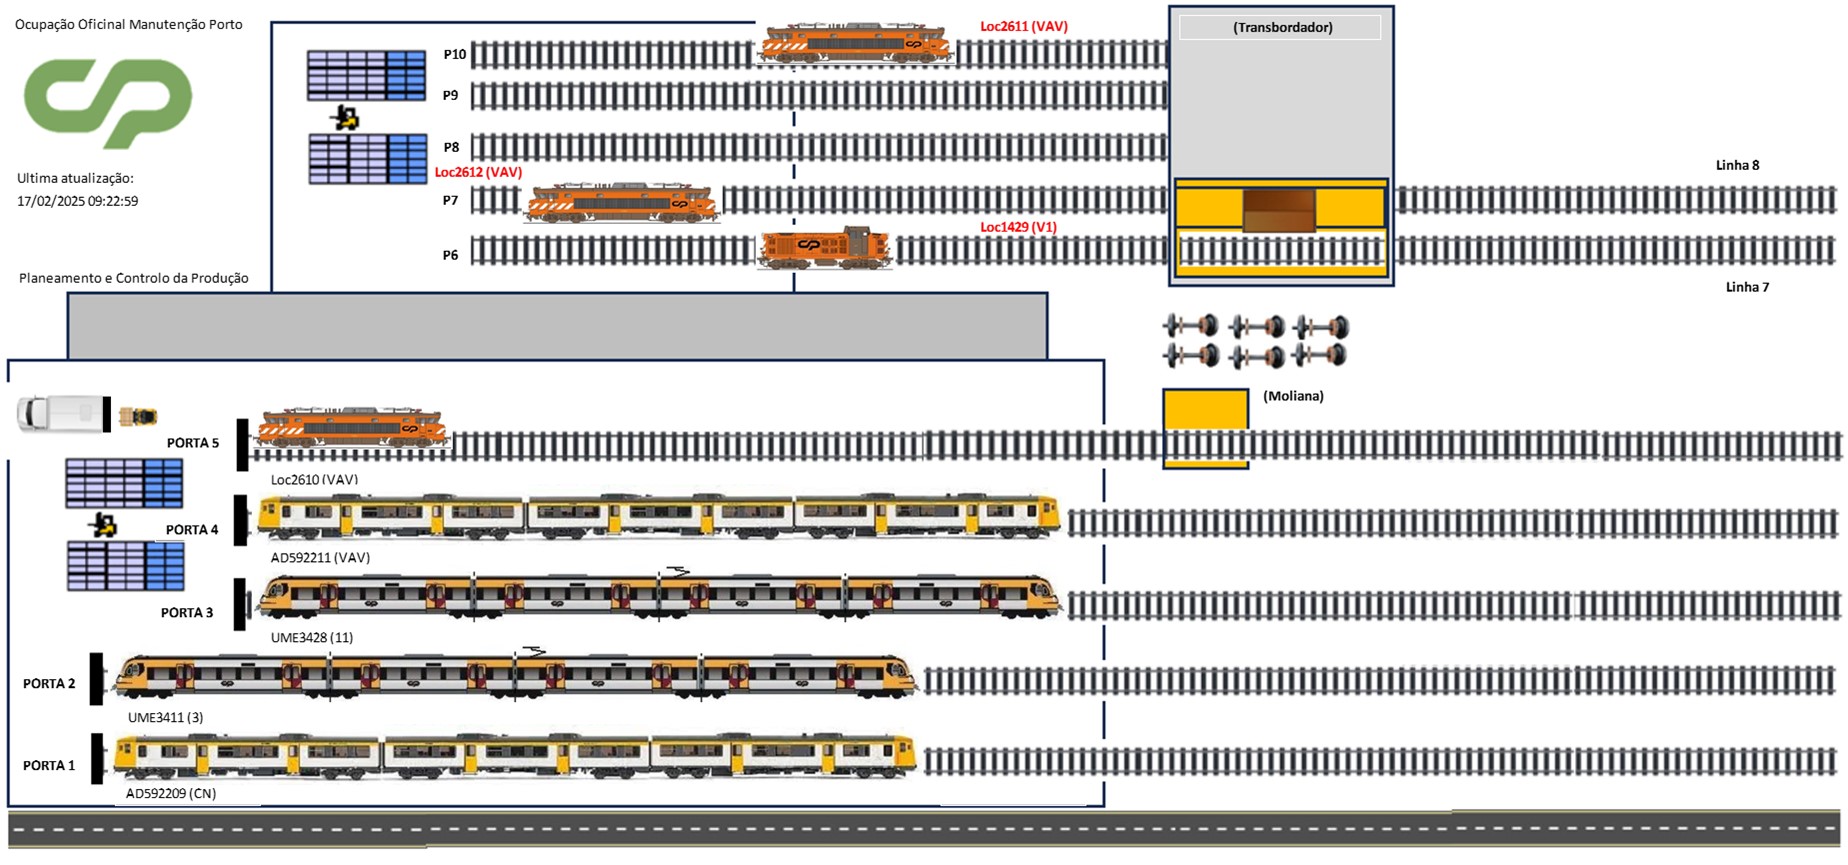 Ocupação Oficinal Manutenção Porto
Ultima atualização:
17/02/2025 09:22:59
Planeamento e Controlo da Produção
P10
Loc2611 (VAV)
(Transbordador)
P9
P8
Loc2612 (VAV)
P7
Linha 8
Loc1429 (V1)
P6
Linha 7
(Moliana)
PORTA 5
Loc2610 (VAV)
PORTA 4
AD592211 (VAV)
PORTA 3
UME3428 (11)
PORTA 2
UME3411 (3)
PORTA 1
AD592209 (CN)